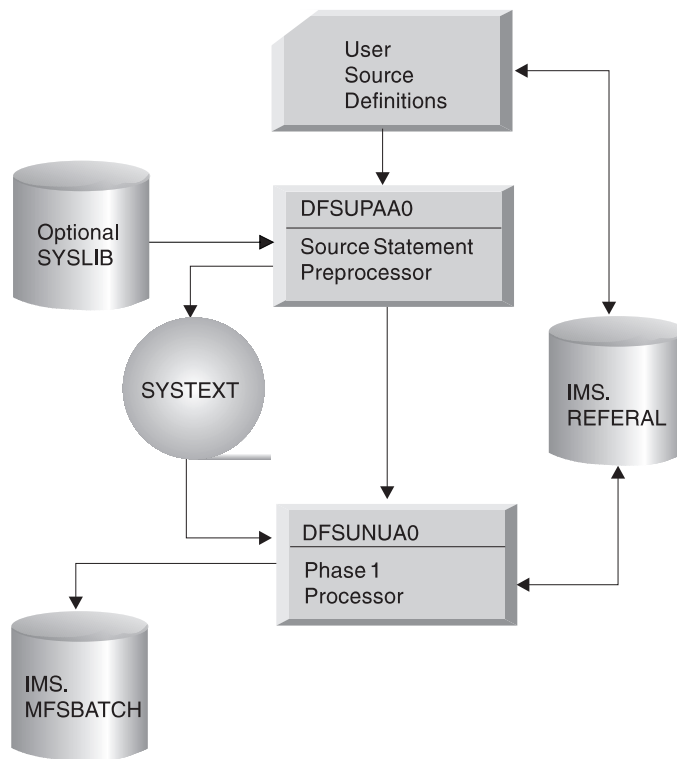 User
Source
Definitions
DFSUPAA0
Source Statement
Preprocessor
Optional
SYSLIB
SYSTEXT
IMS.
REFERAL
DFSUNUA0
Phase 1
Processor
IMS.
MFSBATCH